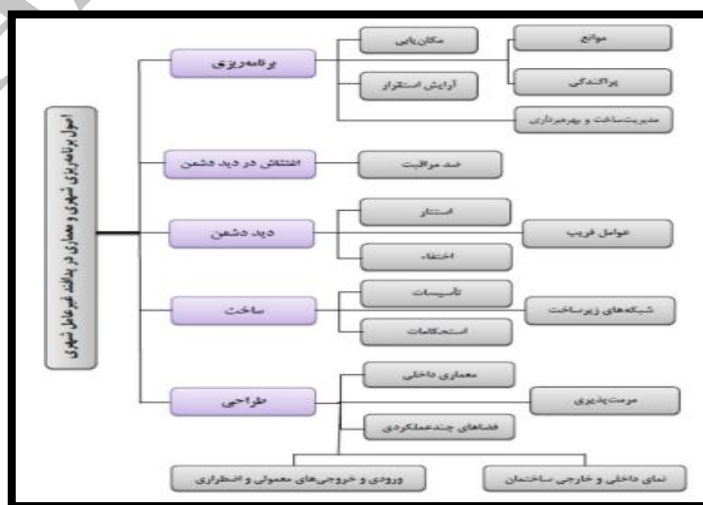 اصول برنامه‌ریزی شهری و معماری در پدافند غیرعامل شهری
برنامه‌ریزی
مکان‌یابی
موانع
آرایش استقرار
پراکندگی
مدیریت ساخت و بهره‌برداری
اغتشاش در دید دشمن
ضد مراقبت
دید دشمن
استتار
اختفاء
عوامل فریب
ساخت
تأسیسات
استحکامات
شبکه‌های زیرساخت
طراحی
معماری داخلی
مرمت‌پذیری
فضاهای چندعملکردی
ورودی و خروجی‌های معمولی و اضطراری
نمای داخلی و خارجی ساختمان